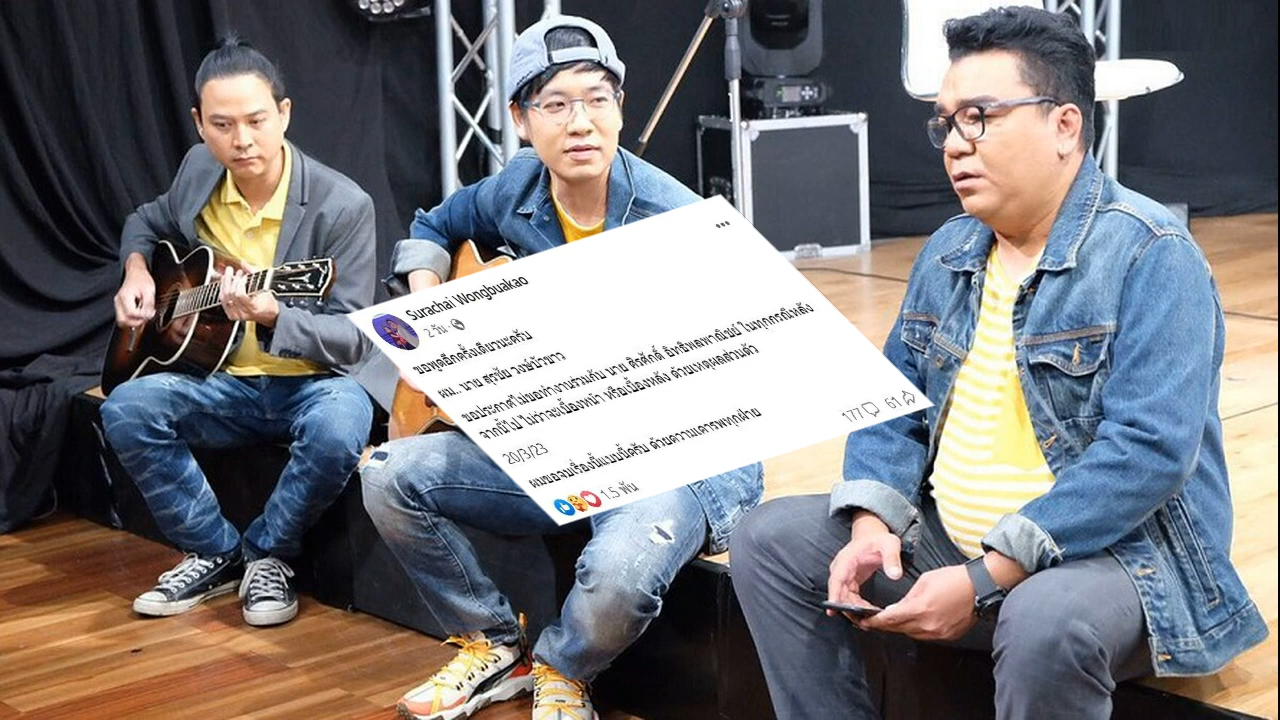 Surachai Wongbuakao
2 วัน
ขอพูดอีกครั้งเดียวนะครับ
ผม.. นาย สุรชัย วงษ์บัวขาว
ขอประกาศไม่ขอทำงานร่วมกับ นาย ศิตศักดิ์ อิทธิพลพาณิชย์ ในทุกกรณีหลัง
จากนี้ไป ไม่ว่าจะเบื้องหน้า หรือเบื้องหลัง ด้วยเหตุผลส่วนตัว
20/3/23
ผมขอจบเรื่องนี้แบบนี้ครับ ด้วยความเคารพทุกฝ่าย
1.5 พัน 177 61